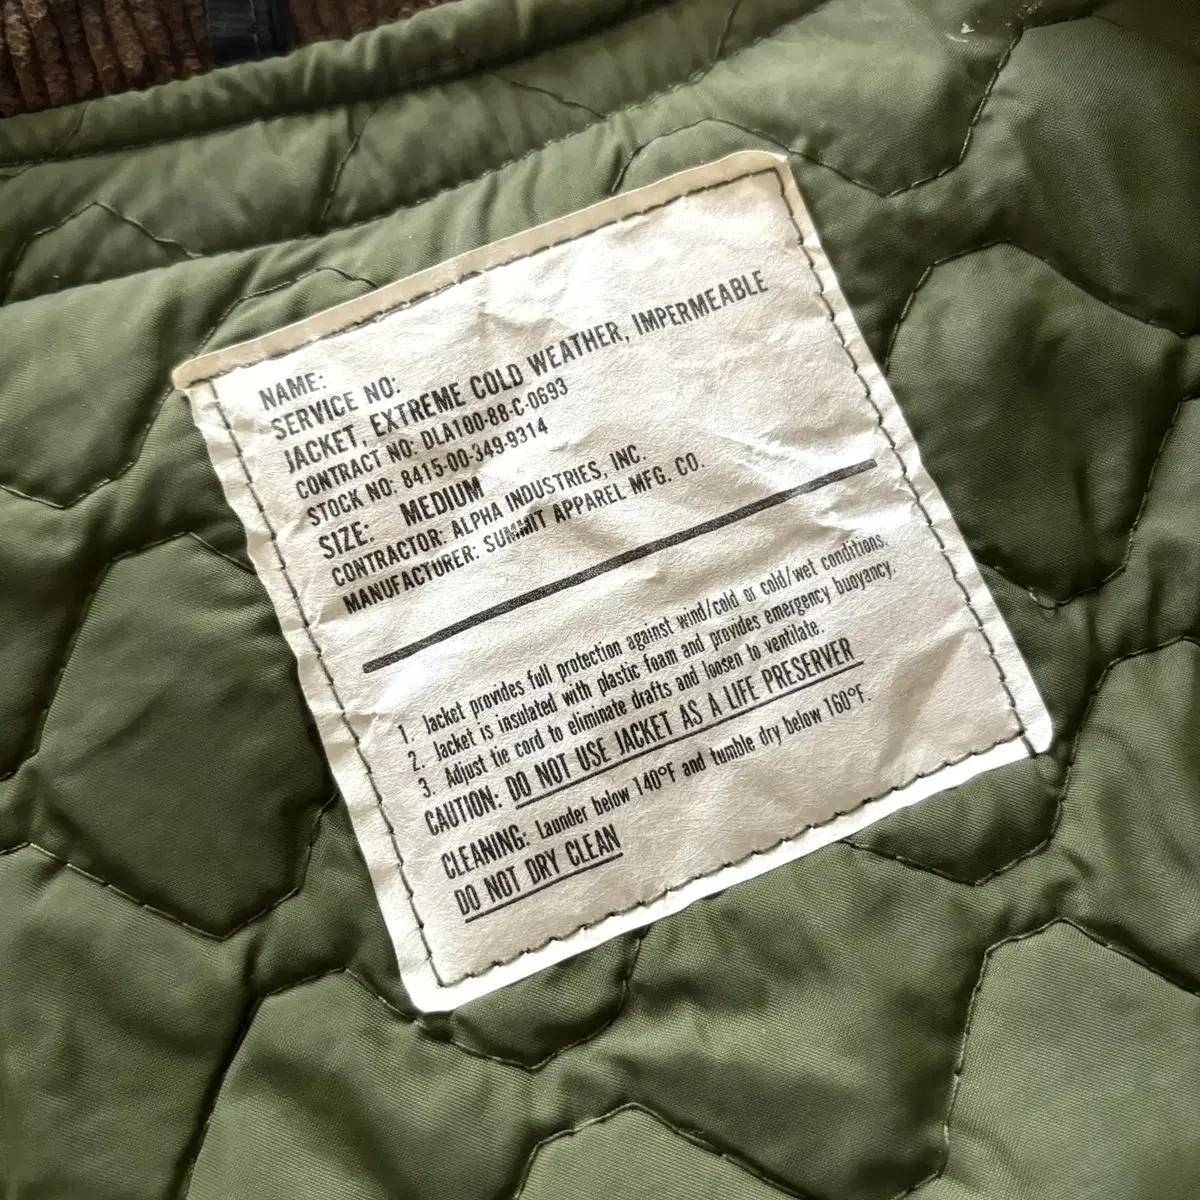 NAME:
SERVICE NO:
JACKET, EXTREME COLD WEATHER, IMPERMEABLE
CONTRACT NO: DLA100-88-C-0693
STOCK NO: 8415-00-349-9314
SIZE: MEDIUM
CONTRACTOR: ALPHA INDUSTRIES, INC.
MANUFACTURER: SUMMIT APPAREL MFG. CO.
1. Jacket provides full protection against wind/cold or cold/wet conditions.
2. Jacket is insulated with plastic foam and provides emergency buoyancy.
3. Adjust tie cord to eliminate drafts and loosen to ventilate.
CAUTION: DO NOT USE JACKET AS A LIFE PRESERVER
CLEANING: Launder below 140°F and tumble dry below 160°F.
DO NOT DRY CLEAN